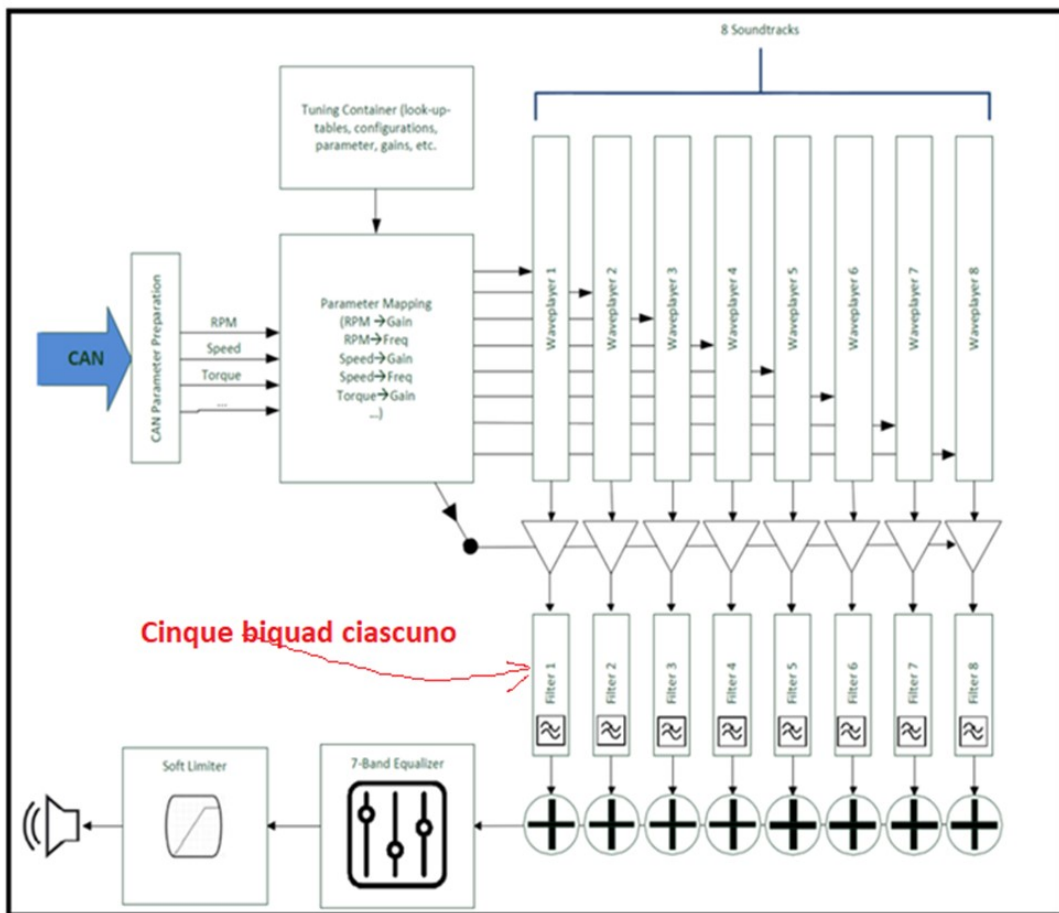 8 Soundtracks
Tuning Container (look-up-
tables, configurations,
parameter, gains, etc.
CAN
CAN Parameter Preparation
RPM
Speed
Torque
...
Parameter Mapping
(RPM →Gain
RPM→Freq
Speed→Gain
Speed→Freq
Torque→Gain
...)
Waveplayer 1
Waveplayer 2
Waveplayer 3
Waveplayer 4
Waveplayer 5
Waveplayer 6
Waveplayer 7
Waveplayer 8
Cinque biquad ciascuno
Filter 1
Filter 2
Filter 3
Filter 4
Filter 5
Filter 6
Filter 7
Filter 8
Soft Limiter
7-Band Equalizer